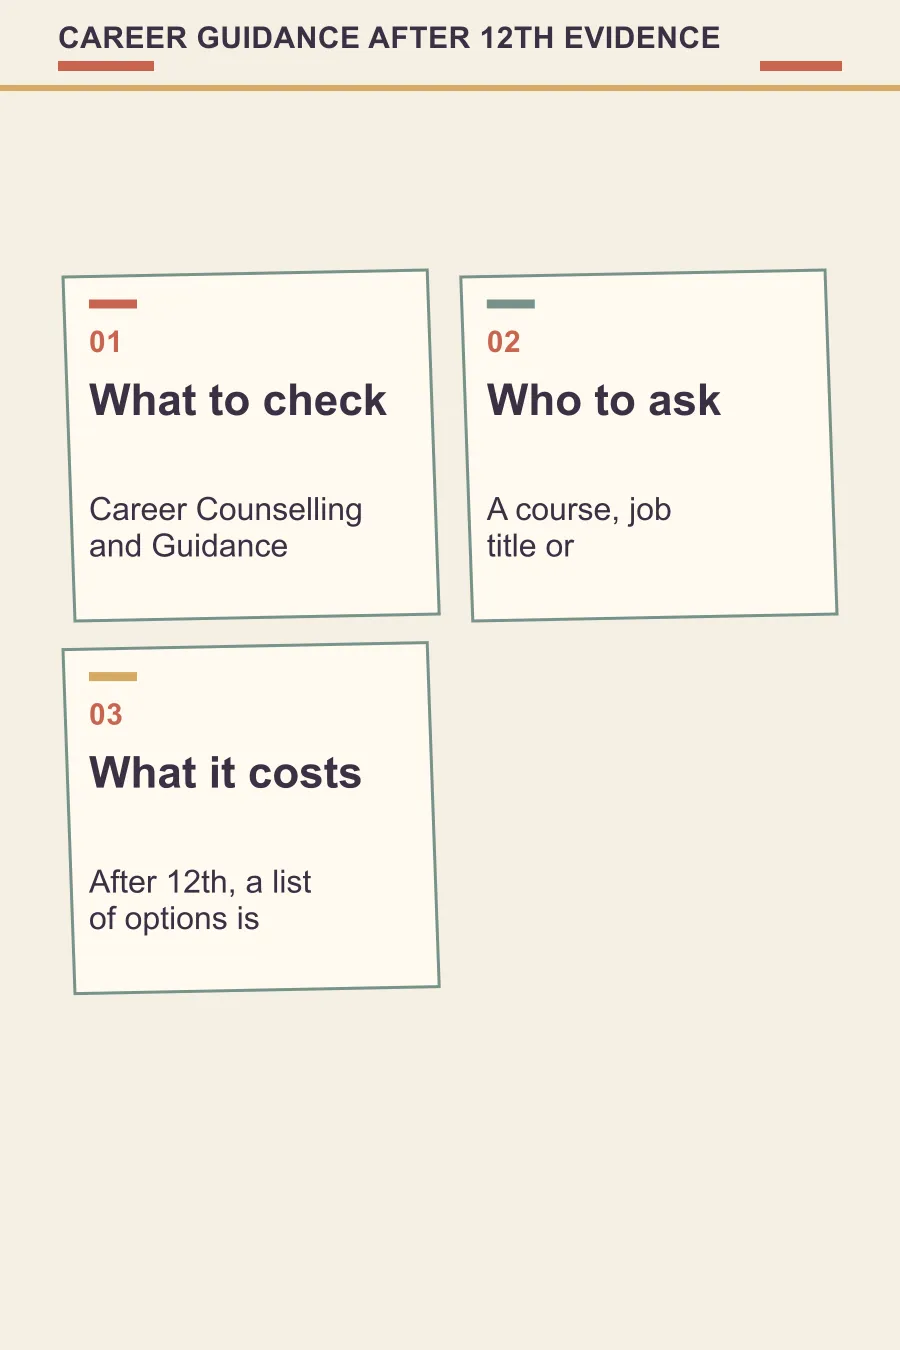 CAREER GUIDANCE AFTER 12TH EVIDENCE
01
What to check
Career Counselling
and Guidance
02
Who to ask
A course, job
title or
03
What it costs
After 12th, a list
of options is